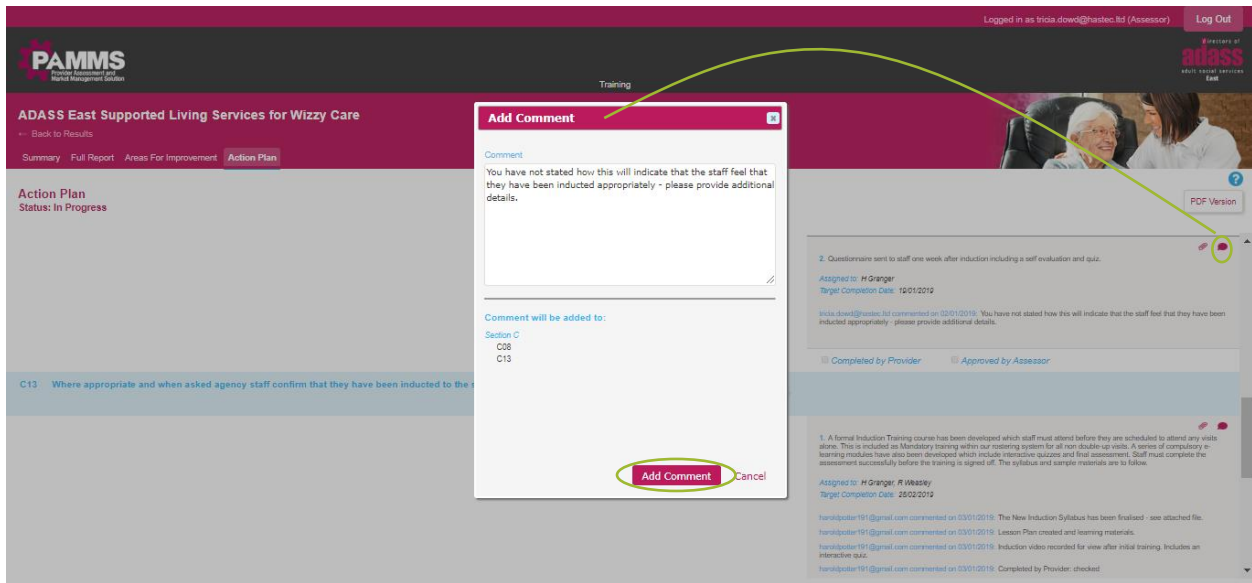 Logged in as tricia.dowd@hastec.ltd (Assessor)
Log Out
PAMMS
Provider Assessment and
Market Management Solution
Training
directors of
adass
adult social services
East
ADASS East Supported Living Services for Wizzy Care
← Back to Results
Summary Full Report Areas For Improvement Action Plan
Action Plan
Status: In Progress
?
PDF Version
Add Comment
x
Comment
You have not stated how this will indicate that the staff feel that
they have been inducted appropriately - please provide additional
details.
Comment will be added to:
Section C
C08
C13
Add Comment
Cancel
2. Questionnaire sent to staff one week after induction including a self evaluation and quiz.
Assigned to: H Granger
Target Completion Date: 19/01/2019
tricia.dowd@hastec.ltd commented on 02/01/2019: You have not stated how this will indicate that the staff feel that they have been
inducted appropriately - please provide additional details.
Completed by Provider Approved by Assessor
C13 Where appropriate and when asked agency staff confirm that they have been inducted to the
1. A formal Induction Training course has been developed which staff must attend before they are scheduled to attend any visits
alone. This is included as Mandatory training within our rostering system for all non double-up visits. A series of compulsory e-
learning modules have also been developed which include interactive quizzes and final assessment. Staff must complete the
assessment successfully before the training is signed off. The syllabus and sample materials are to follow.
Assigned to: H Granger, R Weasley
Target Completion Date: 25/02/2019
haroldpotter191@gmail.com commented on 03/01/2019: The New Induction Syllabus has been finalised - see attached file.
haroldpotter191@gmail.com commented on 03/01/2019: Lesson Plan created and learning materials.
haroldpotter191@gmail.com commented on 03/01/2019: Induction video recorded for view after initial training. Includes an
interactive quiz.
haroldpotter191@gmail.com commented on 03/01/2019: Completed by Provider: checked